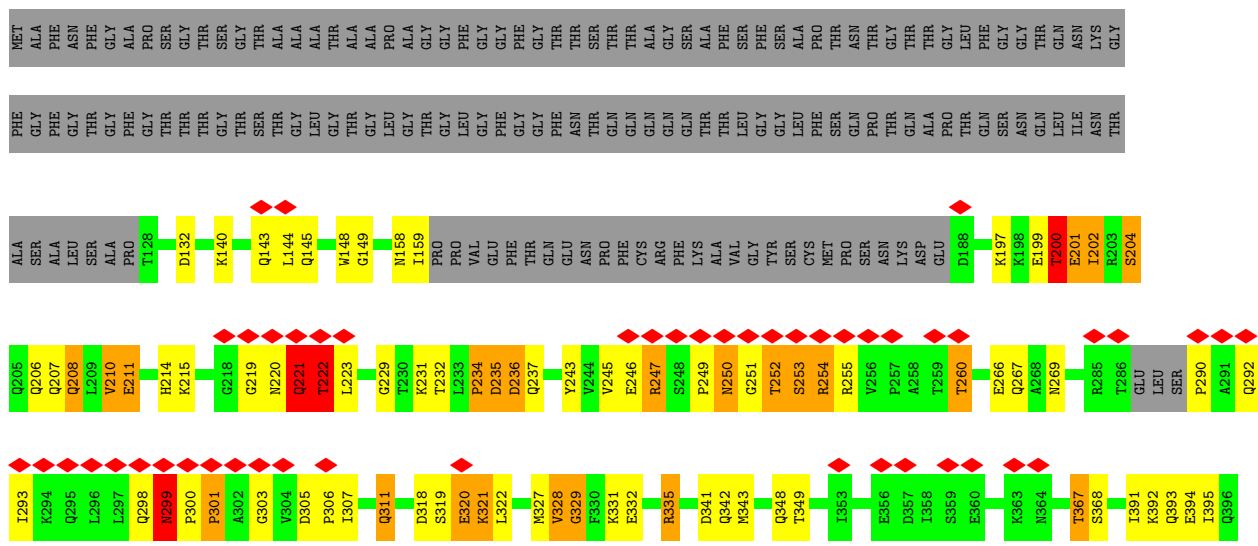 MET ALA PHE ASN PHE GLY ALA PRO SER GLY THR SER GLY THR ALA ALA ALA THR ALA ALA PRO ALA GLY GLY PHE GLY GLY PHE GLY THR THR SER THR THR ALA GLY SER ALA PHE SER PHE SER ALA PRO THR ASN THR GLY THR THR GLY LEU PHE GLY GLY THR GLN ASN LYS GLY
PHE GLY PHE GLY THR GLY PHE GLY THR THR THR GLY THR SER THR GLY LEU GLY THR GLY LEU GLY THR GLY LEU GLY PHE GLY GLY PHE ASN THR GLN GLN GLN GLN GLN THR THR LEU GLY GLY LEU PHE SER GLN PRO THR GLN ALA PRO THR GLN SER ASN GLN LEU ILE ASN THR
ALA SER ALA LEU SER ALA PRO T128 D132 K140 Q143 L144 Q145 W148 G149 N158 I159 PRO PRO VAL GLU PHE THR GLN GLU ASN PRO PHE CYS ARG PHE LYS ALA VAL GLY TYR SER CYS MET PRO SER ASN LYS ASP GLU D188 K197 K198 E199 T200 E201 I202 R203 S204
Q205 Q206 Q207 Q208 L209 V210 E211 H214 K215 G218 G219 N220 Q221 T222 L223 G229 T230 K231 T232 L233 P234 D235 D236 Q237 Y243 V244 V245 E246 R247 S248 P249 N250 G251 T252 S253 R254 R255 V256 P257 A258 T259 T260 E266 Q267 A268 N269 R285 T286 GLU LEU SER P290 A291 Q292
I293 K294 Q295 L296 L297 Q298 N299 P300 P301 A302 G303 V304 D305 P306 I307 Q311 D318 S319 E320 K321 L322 M327 V328 G329 F330 K331 E332 R335 D341 Q342 M343 Q348 T349 I353 E356 D357 I358 S359 E360 K363 N364 T367 S368 I391 K392 Q393 E394 I395 Q396